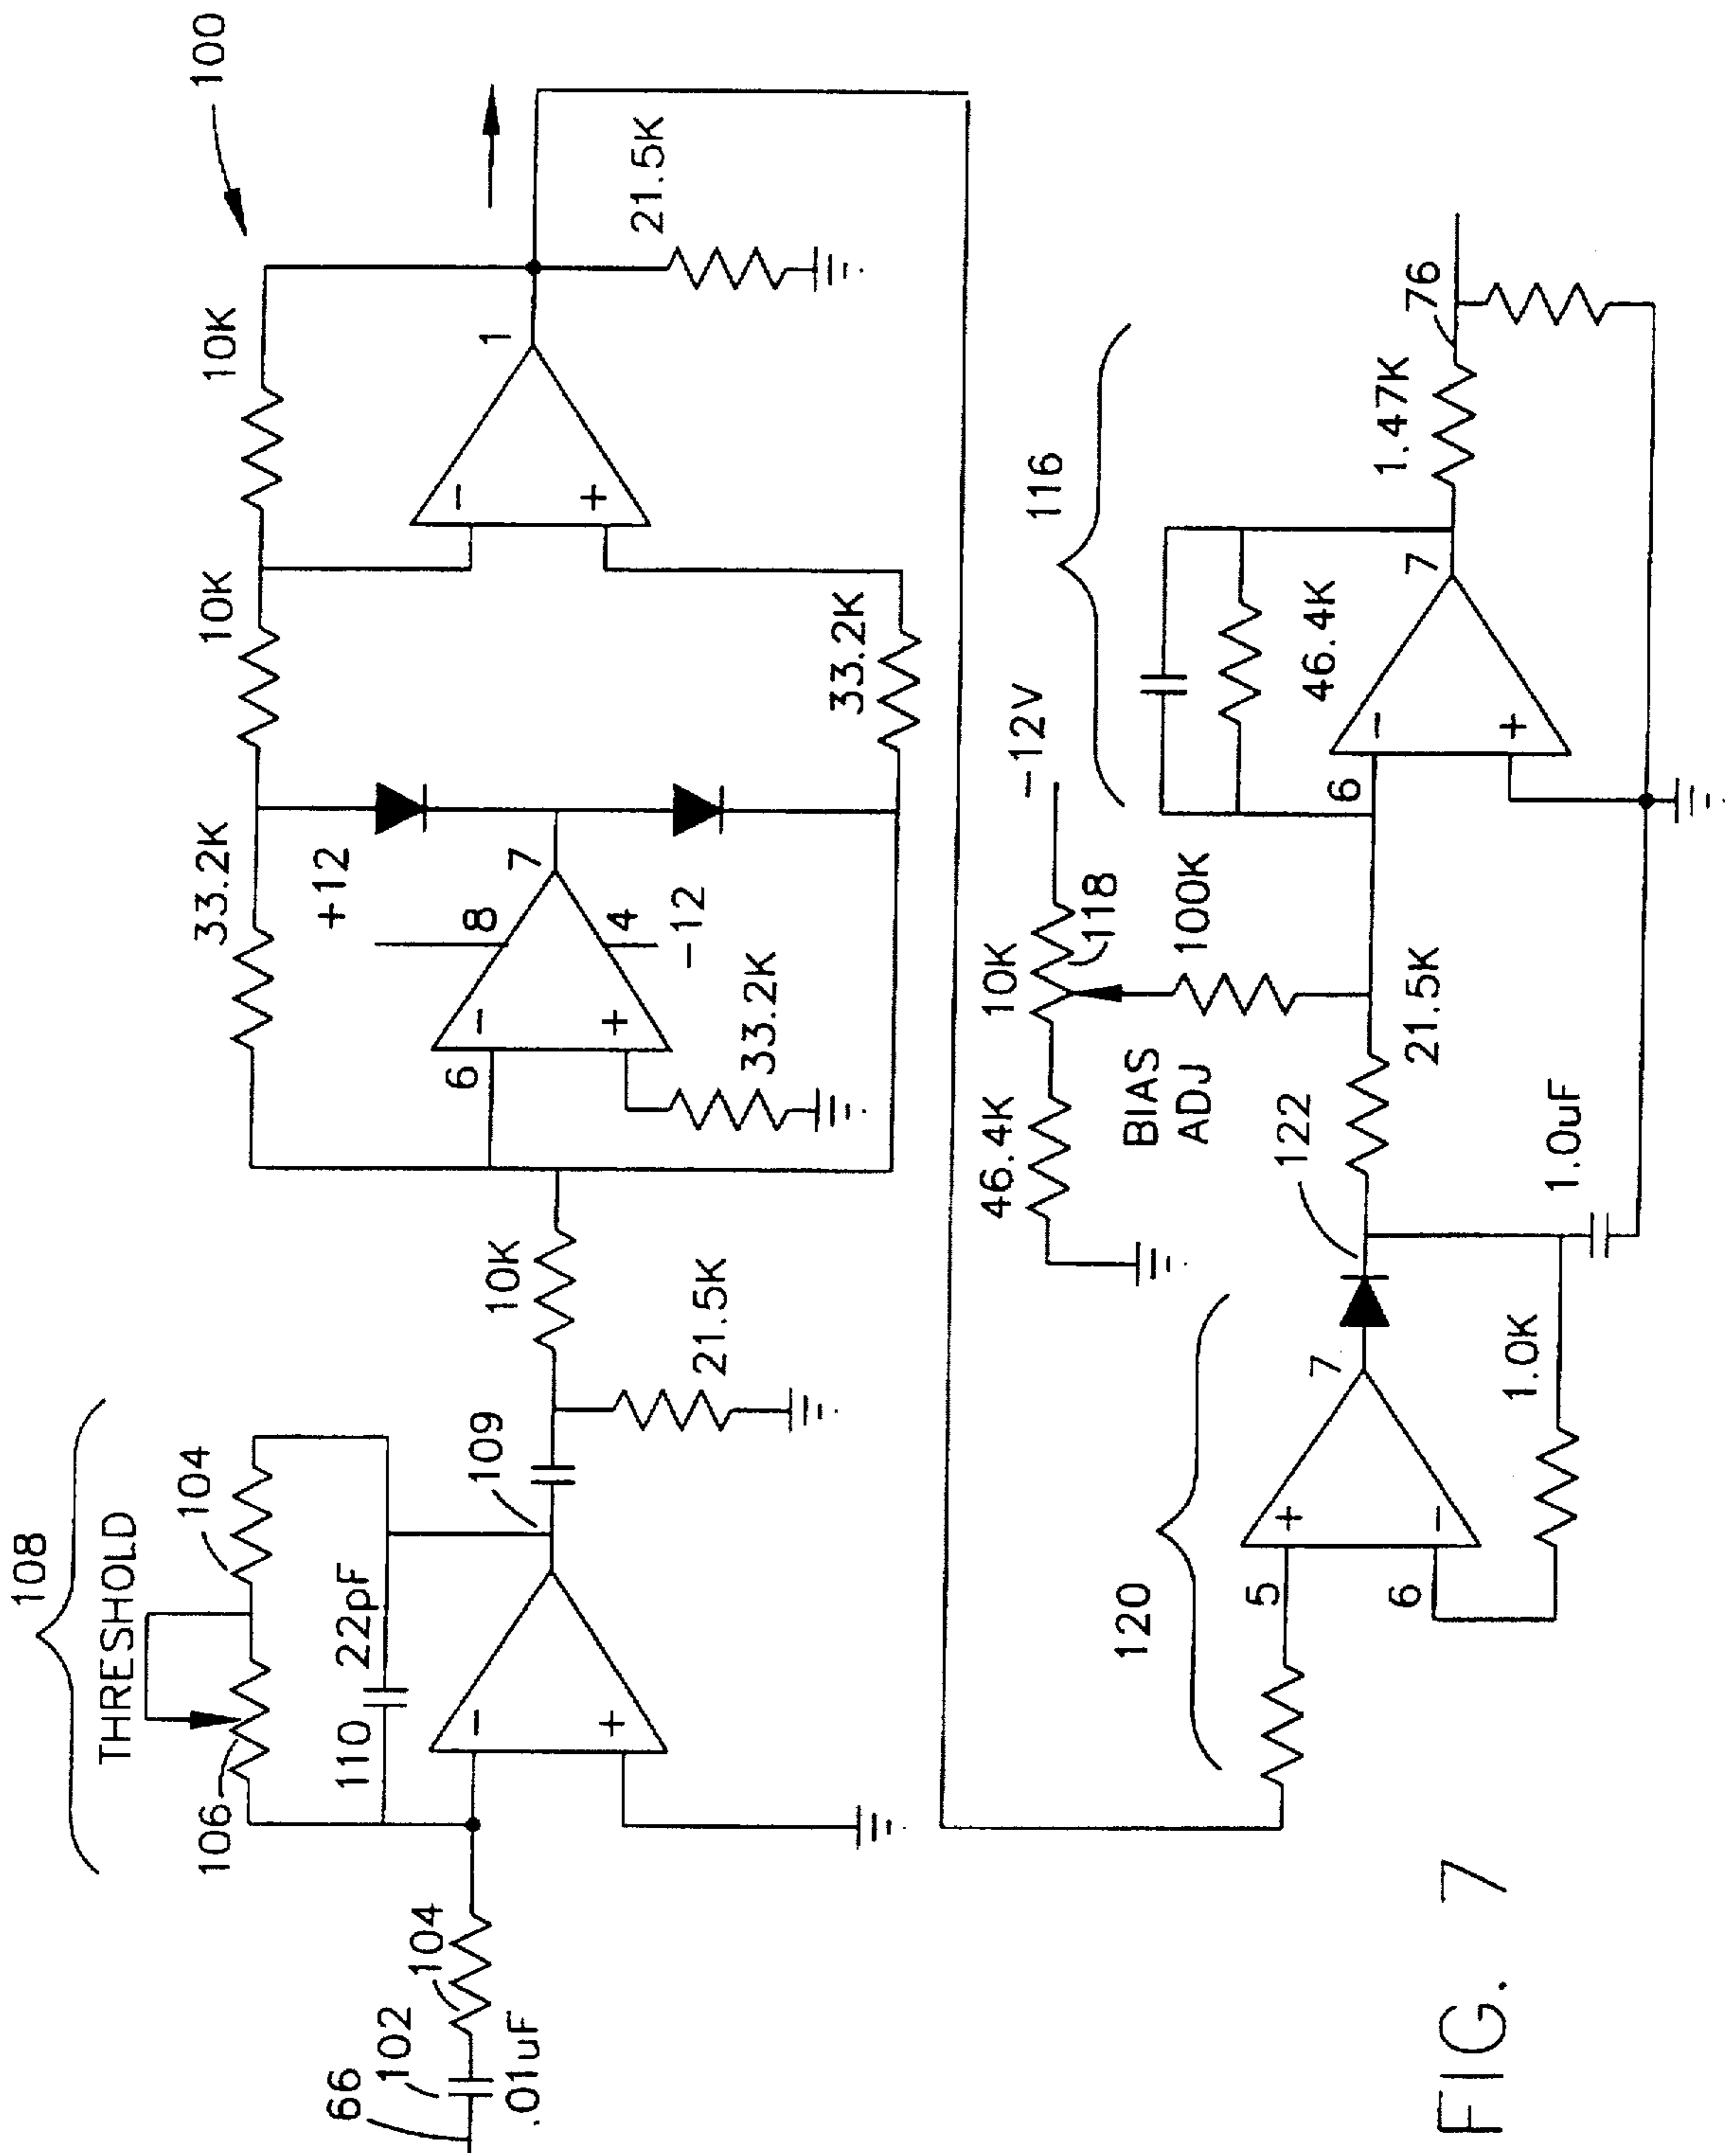 100
10K
10K
33.2K
+12
1
21.5K
8
7
6
4
-12
33.2K
33.2K
108
THRESHOLD
104
106
110
22pF
109
10K
21.5K
66
102
104
.01uF
116
-12V
10K
118
46.4K
BIAS
ADJ
100K
6
7
46.4K
1.47K
76
120
122
21.5K
5
7
6
1.0K
1.0uF
-
+
-
+
-
+
+
-
-
+
FIG. 7